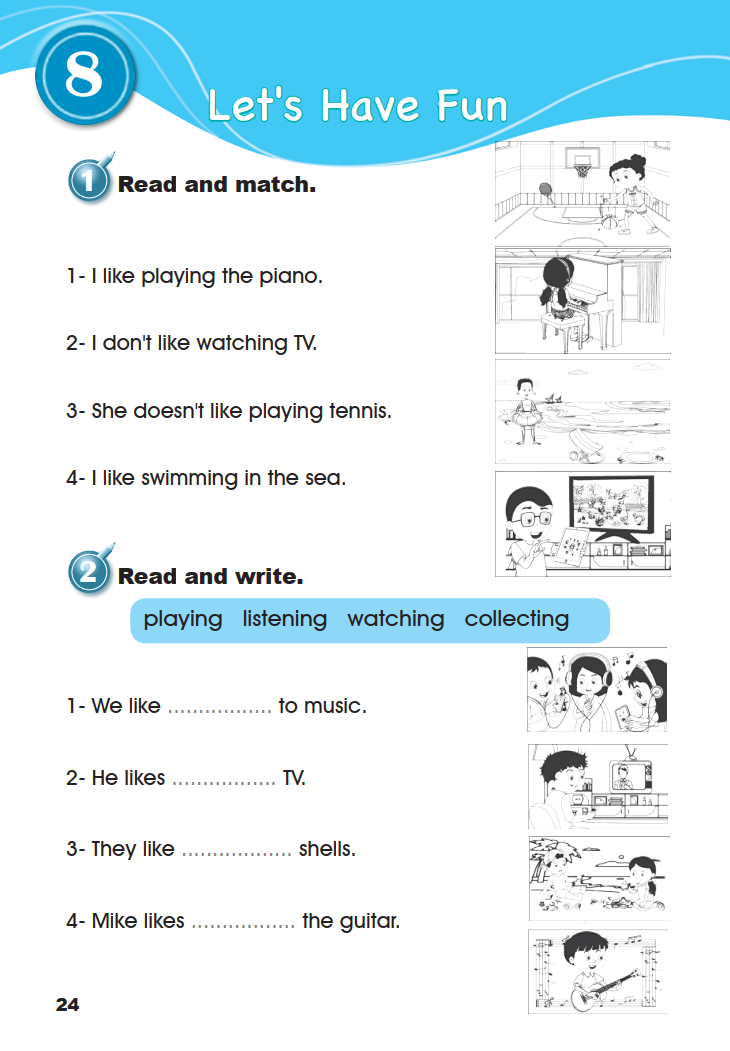 8
Let's Have Fun
1 Read and match.
1- I like playing the piano.
2- I don't like watching TV.
3- She doesn't like playing tennis.
4- I like swimming in the sea.
2 Read and write.
playing listening watching collecting
1- We like ................. to music.
2- He likes ................. TV.
3- They like .................. shells.
4- Mike likes ................. the guitar.
24